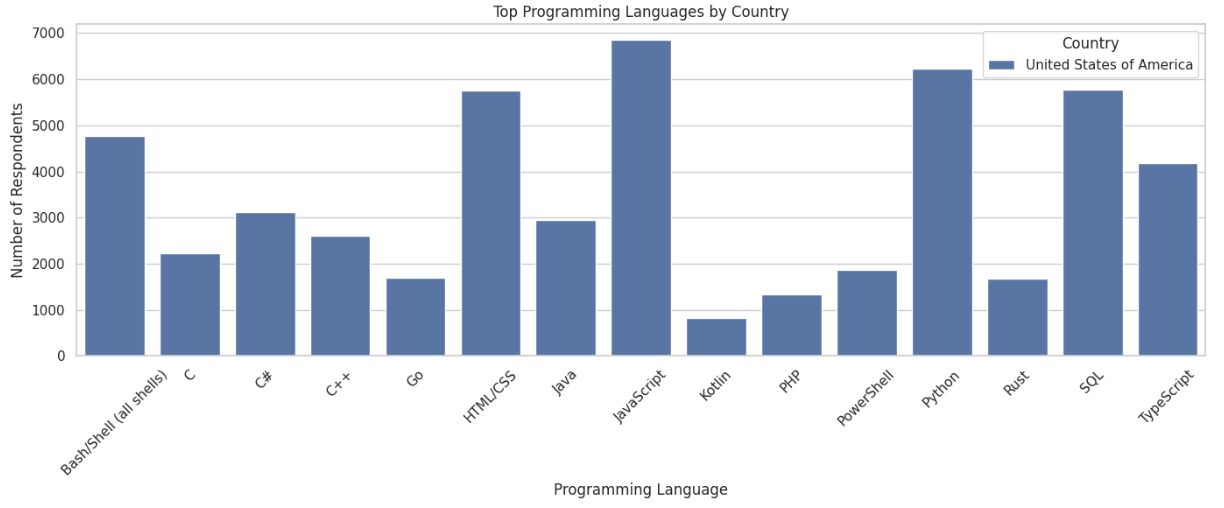 Top Programming Languages by Country
Number of Respondents
7000
6000
5000
4000
3000
2000
1000
0
Country
United States of America
Bash/Shell (all shells)
C
C#
C++
Go
HTML/CSS
Java
JavaScript
Kotlin
PHP
PowerShell
Python
Rust
SQL
TypeScript
Programming Language